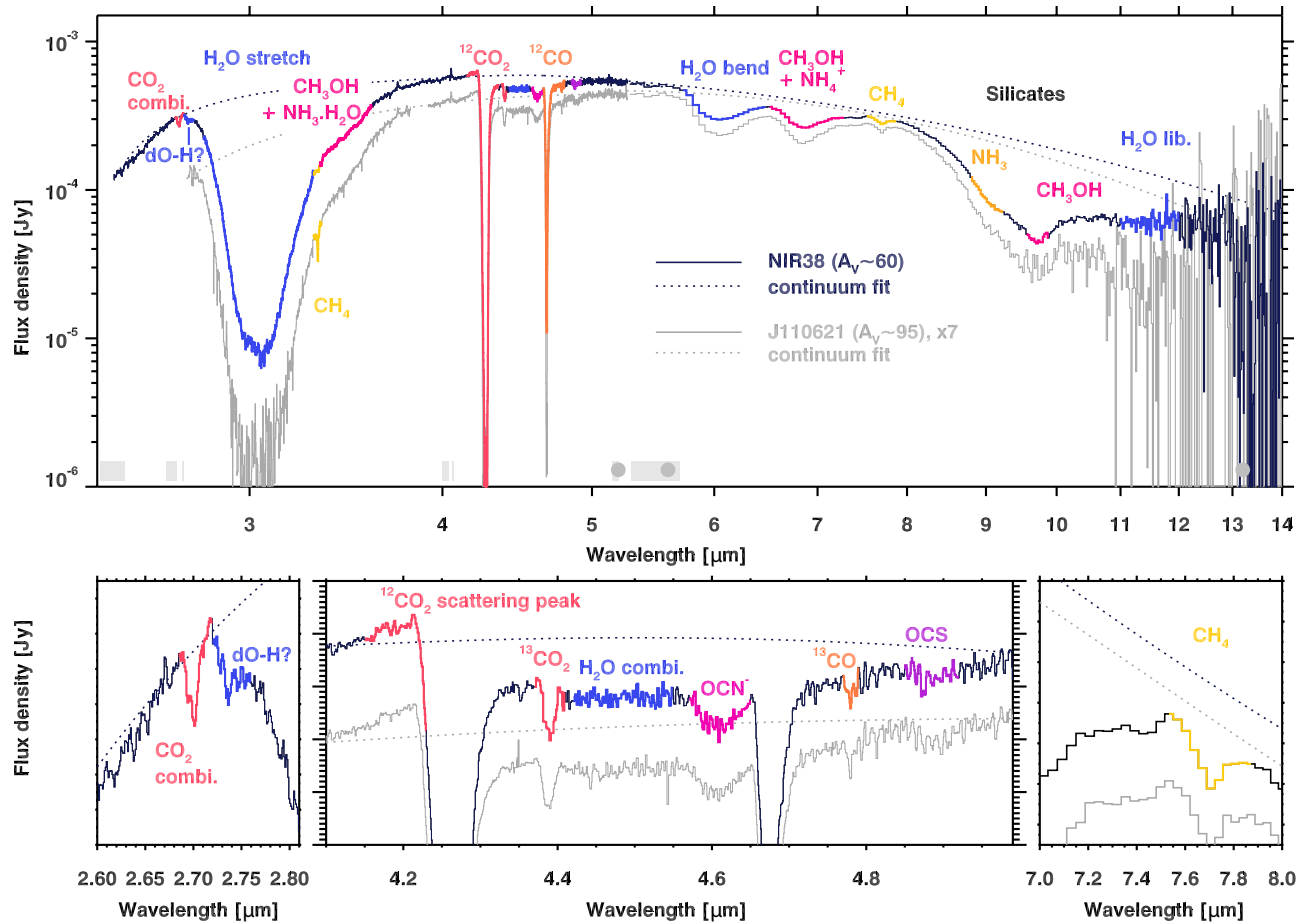 10⁻³
10⁻⁴
10⁻⁵
10⁻⁶
Flux density [Jy]
CO₂
combi.
H₂O stretch
dO-H?
CH₃OH
+ NH₃.H₂O
CH₄
¹²CO₂
¹²CO
H₂O bend
CH₃OH
+ NH₄⁺
CH₄
Silicates
NH₃
CH₃OH
H₂O lib.
NIR38 (Aᵥ~60)
continuum fit
J110621 (Aᵥ~95), x7
continuum fit
3 4 5 6 7 8 9 10 11 12 13 14
Wavelength [µm]
Flux density [Jy]
dO-H?
CO₂
combi.
2.60 2.65 2.70 2.75 2.80
Wavelength [µm]
¹²CO₂ scattering peak
¹³CO₂
H₂O combi.
OCN⁻
¹³CO
OCS
4.2 4.4 4.6 4.8
Wavelength [µm]
CH₄
7.0 7.2 7.4 7.6 7.8 8.0
Wavelength [µm]